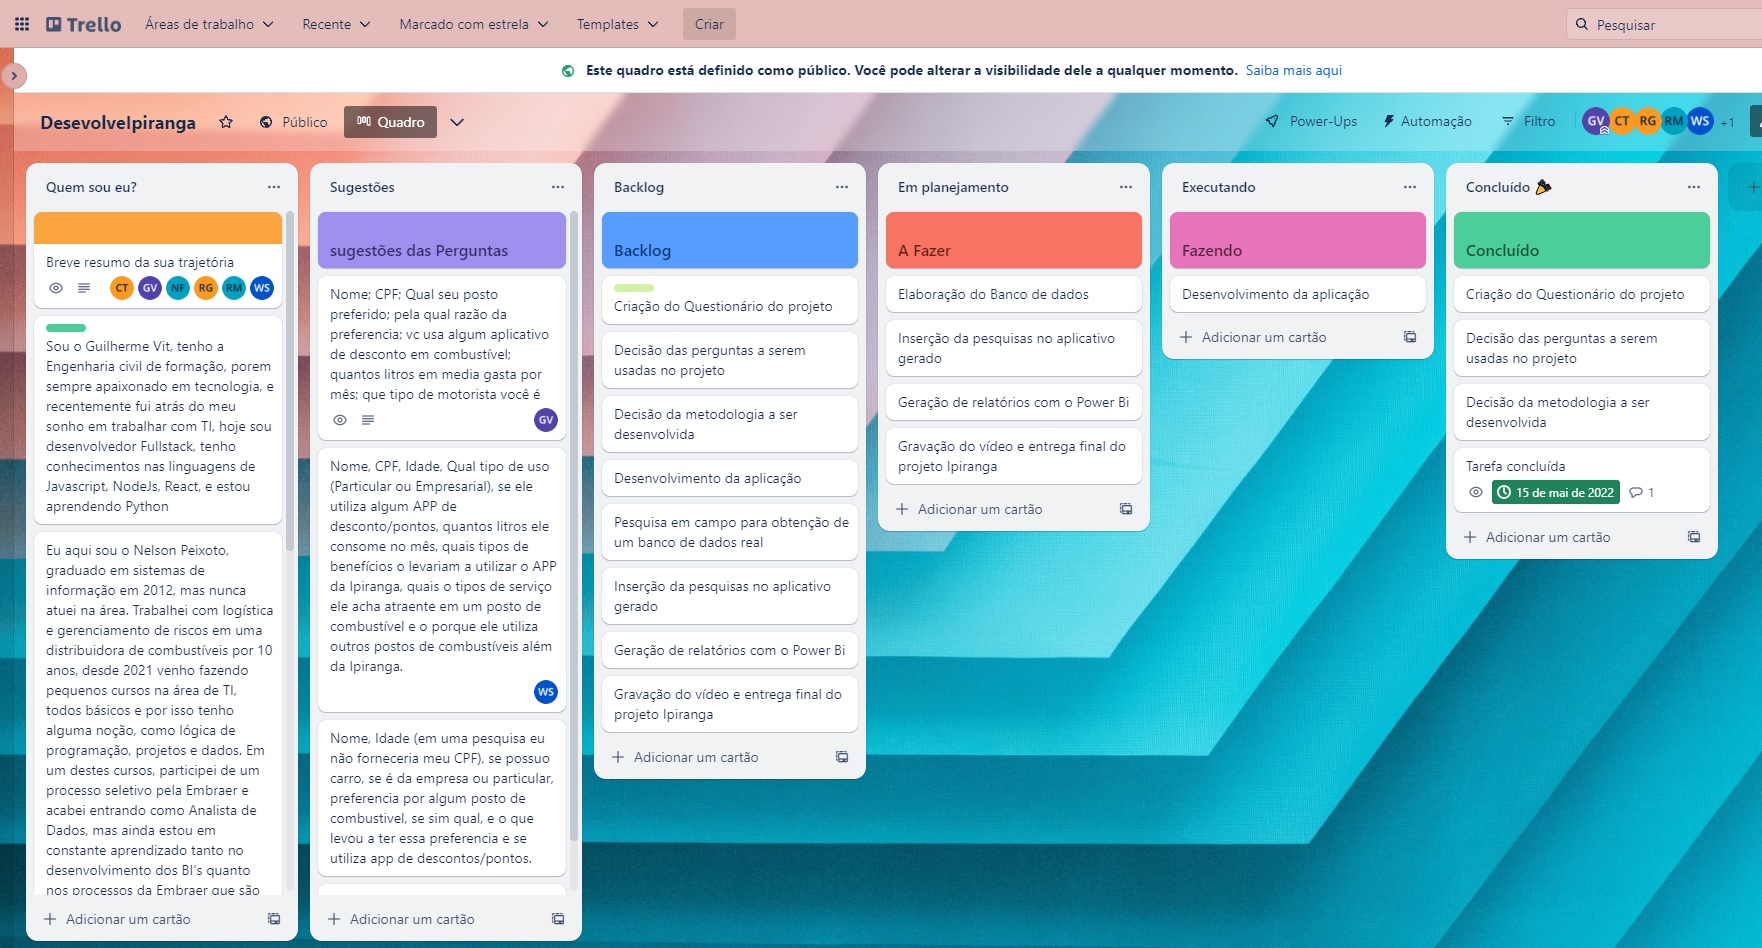 Trello
Áreas de trabalho
Recente
Marcado com estrela
Templates
Criar
Pesquisar
Este quadro está definido como público. Você pode alterar a visibilidade dele a qualquer momento. Saiba mais aqui
DesevolveIpiranga
Público
Quadro
Power-Ups
Automação
Filtro
GV CT RG RM WS +1
Quem sou eu?
Breve resumo da sua trajetória
CT GV NF RG RM WS
Sou o Guilherme Vit, tenho a
Engenharia civil de formação, porem
sempre apaixonado em tecnologia, e
recentemente fui atrás do meu
sonho em trabalhar com TI, hoje sou
desenvolvedor Fullstack, tenho
conhecimentos nas linguagens de
Javascript, NodeJs, React, e estou
aprendendo Python
Eu aqui sou o Nelson Peixoto,
graduado em sistemas de
informação em 2012, mas nunca
atuei na área. Trabalhei com logística
e gerenciamento de riscos em uma
distribuidora de combustíveis por 10
anos, desde 2021 venho fazendo
pequenos cursos na área de TI,
todos básicos e por isso tenho
alguma noção, como lógica de
programação, projetos e dados. Em
um destes cursos, participei de um
processo seletivo pela Embraer e
acabei entrando como Analista de
Dados, mas ainda estou em
constante aprendizado tanto no
desenvolvimento dos BI's quanto
nos processos da Embraer que são
Adicionar um cartão
Sugestões
sugestões das Perguntas
Nome; CPF; Qual seu posto
preferido; pela qual razão da
preferencia; vc usa algum aplicativo
de desconto em combustível;
quantos litros em media gasta por
mês; que tipo de motorista você é
GV
Nome, CPF, Idade, Qual tipo de uso
(Particular ou Empresarial), se ele
utiliza algum APP de
desconto/pontos, quantos litros ele
consome no mês, quais tipos de
benefícios o levariam a utilizar o APP
da Ipiranga, quais o tipos de serviço
ele acha atraente em um posto de
combustível e o porque ele utiliza
outros postos de combustíveis além
da Ipiranga.
WS
Nome, Idade (em uma pesquisa eu
não forneceria meu CPF), se possuo
carro, se é da empresa ou particular,
preferencia por algum posto de
combustivel, se sim qual, e o que
levou a ter essa preferencia e se
utiliza app de descontos/pontos.
Adicionar um cartão
Backlog
Backlog
Criação do Questionário do projeto
Decisão das perguntas a serem
usadas no projeto
Decisão da metodologia a ser
desenvolvida
Desenvolvimento da aplicação
Pesquisa em campo para obtenção de
um banco de dados real
Inserção da pesquisas no aplicativo
gerado
Geração de relatórios com o Power Bi
Gravação do vídeo e entrega final do
projeto Ipiranga
Adicionar um cartão
Em planejamento
A Fazer
Elaboração do Banco de dados
Inserção da pesquisas no aplicativo
gerado
Geração de relatórios com o Power Bi
Gravação do vídeo e entrega final do
projeto Ipiranga
Adicionar um cartão
Executando
Fazendo
Desenvolvimento da aplicação
Adicionar um cartão
Concluído
Concluído
Criação do Questionário do projeto
Decisão das perguntas a serem
usadas no projeto
Decisão da metodologia a ser
desenvolvida
Tarefa concluída
15 de mai de 2022
1
Adicionar um cartão